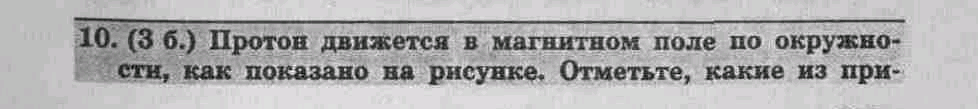 10. (3 б.) Протон движется в магнитном поле по окружно-
сти, как показано на рисунке. Отметьте, какие из при-